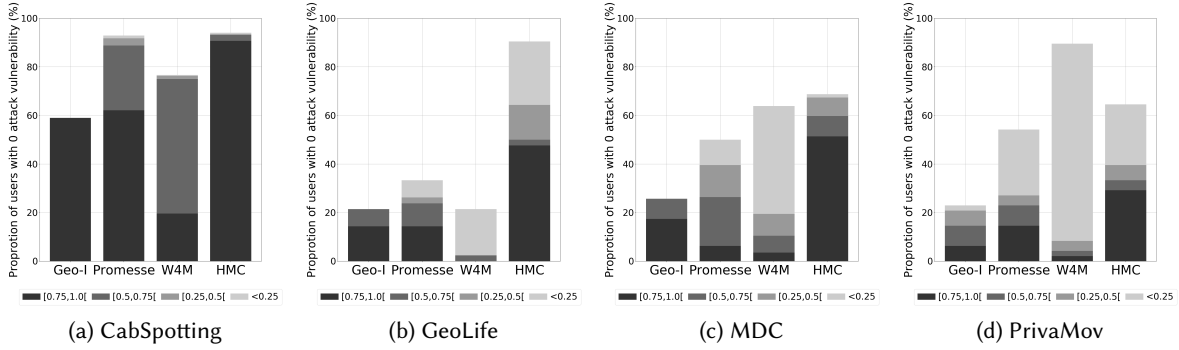 Proprotion of users with 0 attack vulnerability (%)
100
80
60
40
20
0
Geo-I Promesse W4M HMC
[0.75,1.0[ [0.5,0.75[ [0.25,0.5[ <0.25
(a) CabSpotting
Proprotion of users with 0 attack vulnerability (%)
100
80
60
40
20
0
Geo-I Promesse W4M HMC
[0.75,1.0[ [0.5,0.75[ [0.25,0.5[ <0.25
(b) GeoLife
Proprotion of users with 0 attack vulnerability (%)
100
80
60
40
20
0
Geo-I Promesse W4M HMC
[0.75,1.0[ [0.5,0.75[ [0.25,0.5[ <0.25
(c) MDC
Proprotion of users with 0 attack vulnerability (%)
100
80
60
40
20
0
Geo-I Promesse W4M HMC
[0.75,1.0[ [0.5,0.75[ [0.25,0.5[ <0.25
(d) PrivaMov